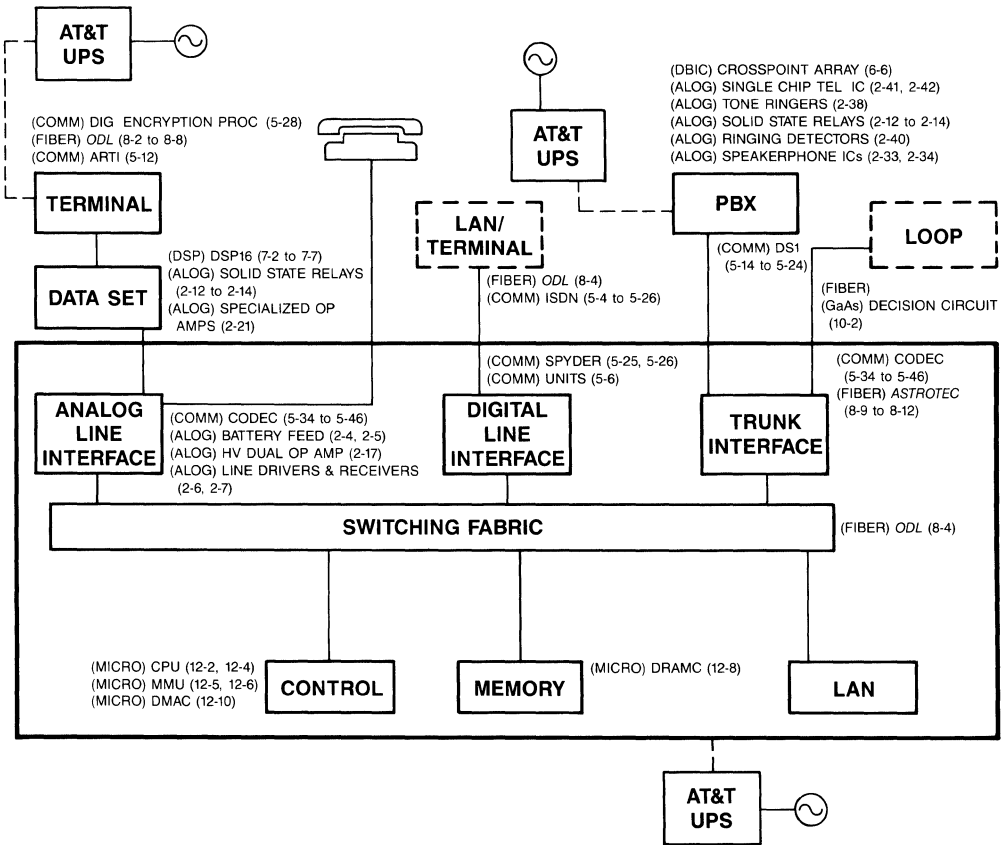 AT&T
UPS
(COMM) DIG ENCRYPTION PROC (5-28)
(FIBER) ODL (8-2 to 8-8)
(COMM) ARTI (5-12)
TERMINAL
(DSP) DSP16 (7-2 to 7-7)
(ALOG) SOLID STATE RELAYS
(2-12 to 2-14)
(ALOG) SPECIALIZED OP
AMPS (2-21)
DATA SET
AT&T
UPS
(DBIC) CROSSPOINT ARRAY (6-6)
(ALOG) SINGLE CHIP TEL IC (2-41, 2-42)
(ALOG) TONE RINGERS (2-38)
(ALOG) SOLID STATE RELAYS (2-12 to 2-14)
(ALOG) RINGING DETECTORS (2-40)
(ALOG) SPEAKERPHONE ICs (2-33, 2-34)
LAN/
TERMINAL
(FIBER) ODL (8-4)
(COMM) ISDN (5-4 to 5-26)
PBX
(COMM) DS1
(5-14 to 5-24)
LOOP
(FIBER)
(GaAs) DECISION CIRCUIT
(10-2)
ANALOG
LINE
INTERFACE
(COMM) CODEC (5-34 to 5-46)
(ALOG) BATTERY FEED (2-4, 2-5)
(ALOG) HV DUAL OP AMP (2-17)
(ALOG) LINE DRIVERS & RECEIVERS
(2-6, 2-7)
(COMM) SPYDER (5-25, 5-26)
(COMM) UNITS (5-6)
DIGITAL
LINE
INTERFACE
TRUNK
INTERFACE
(COMM) CODEC
(5-34 to 5-46)
(FIBER) ASTROTEC
(8-9 to 8-12)
SWITCHING FABRIC
(FIBER) ODL (8-4)
(MICRO) CPU (12-2, 12-4)
(MICRO) MMU (12-5, 12-6)
(MICRO) DMAC (12-10)
CONTROL
MEMORY
(MICRO) DRAMC (12-8)
LAN
AT&T
UPS